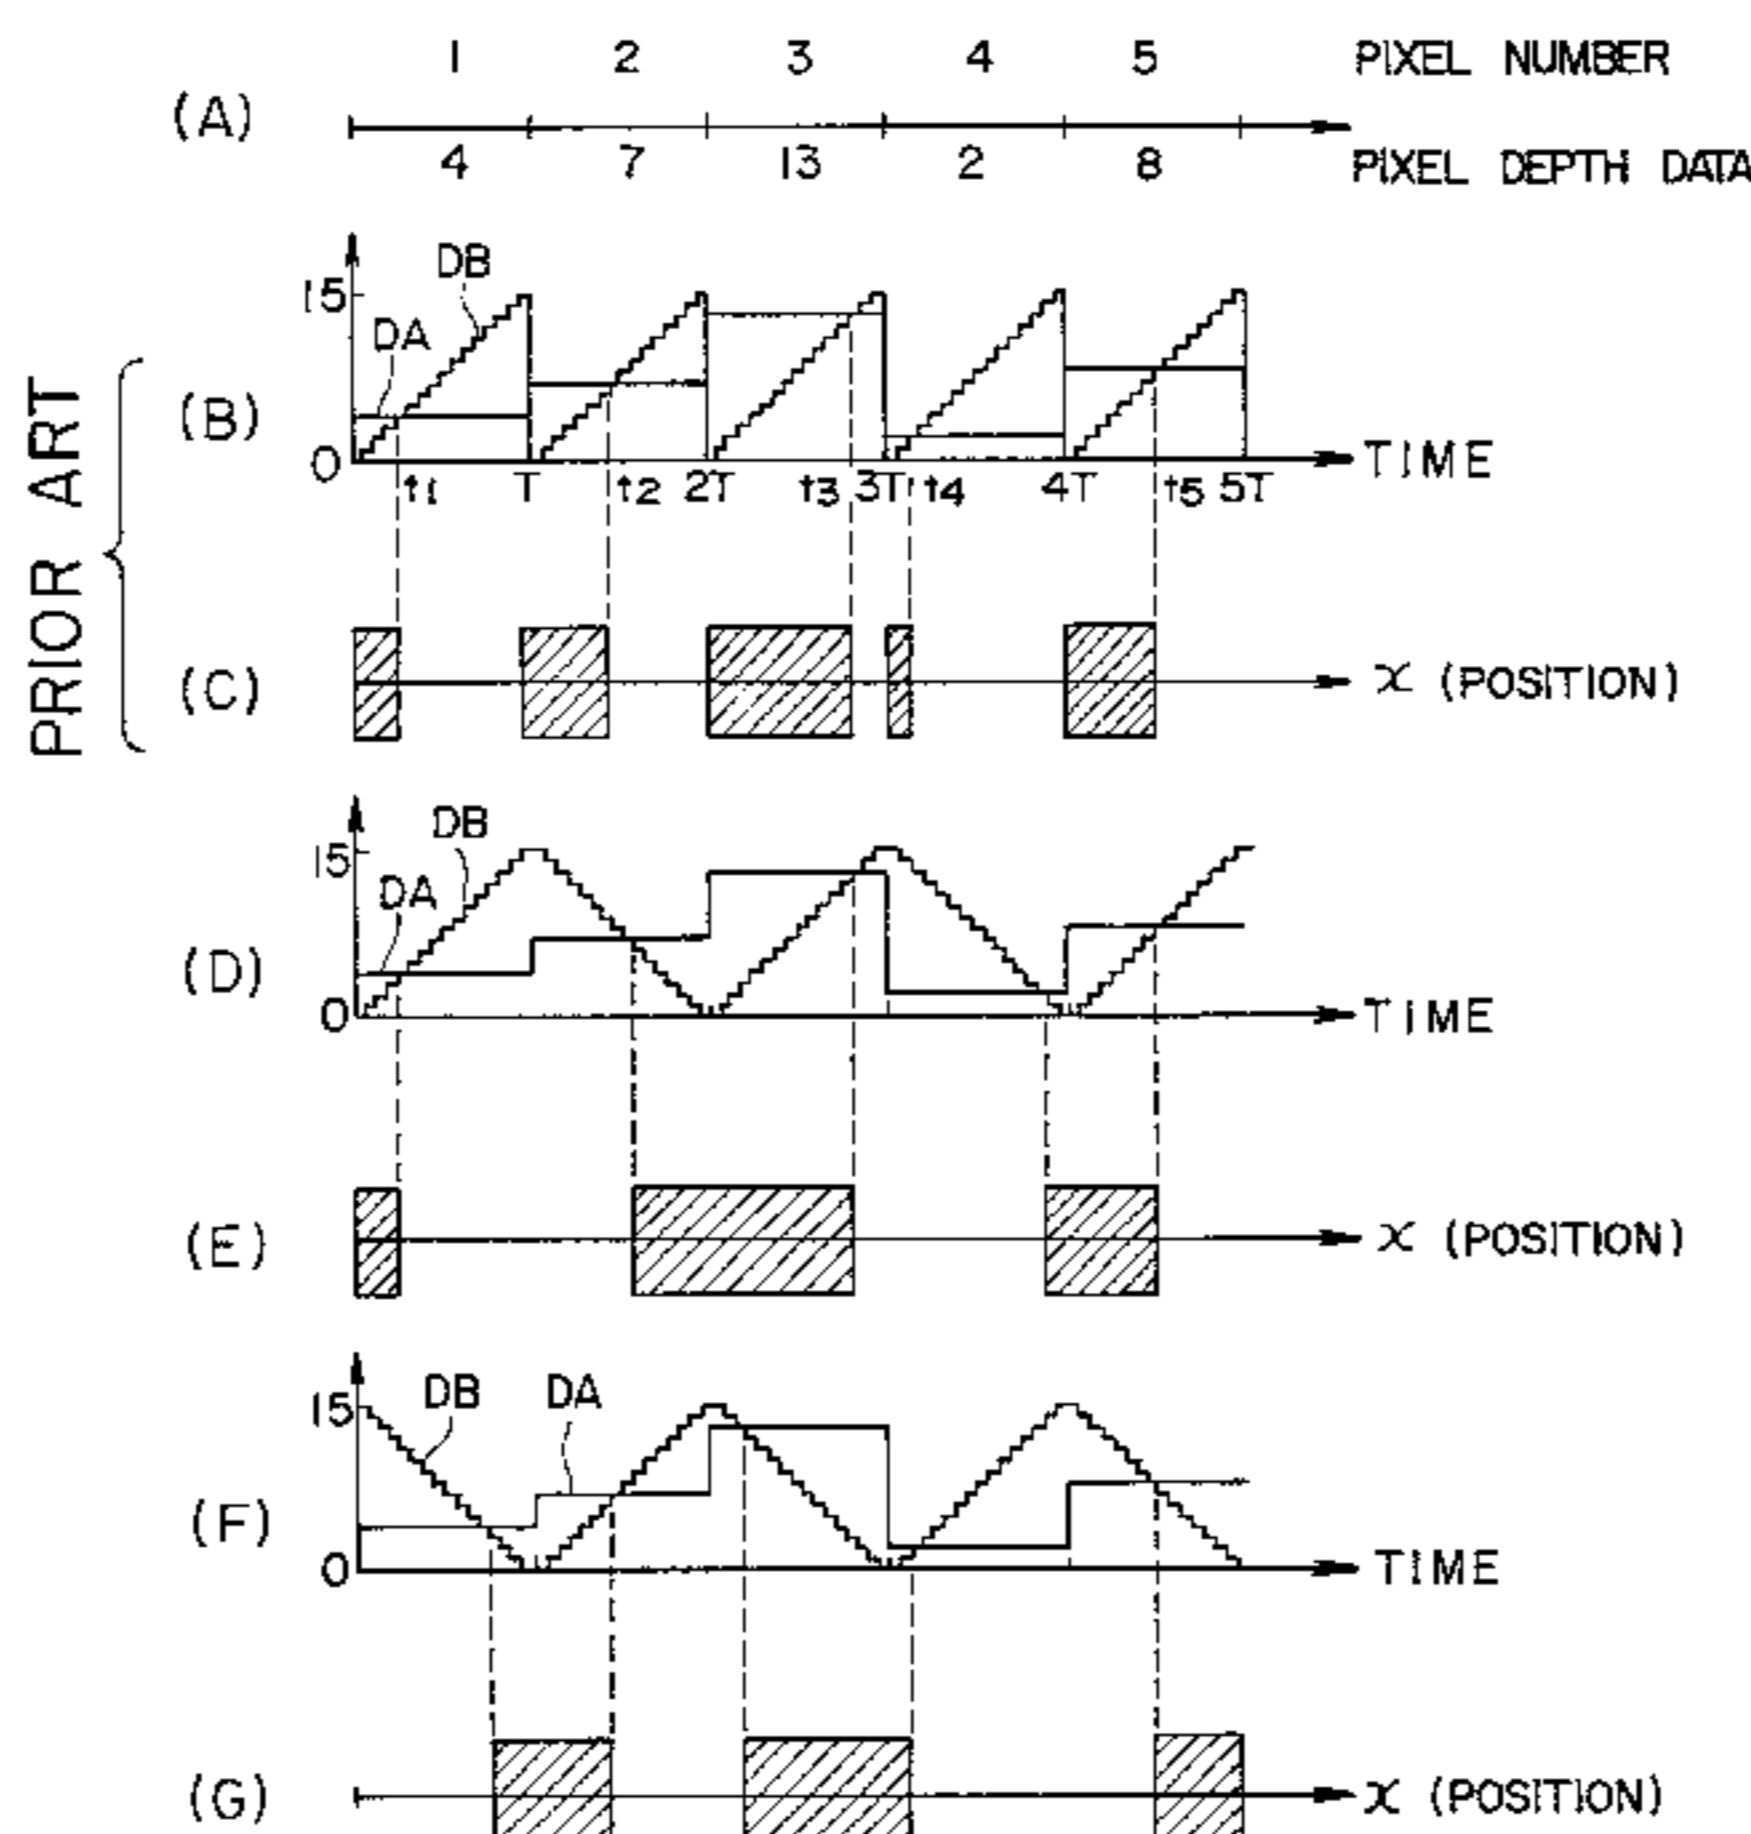 1 2 3 4 5 PIXEL NUMBER
(A)
4 7 13 2 8 PIXEL DEPTH DATA
PRIOR ART
(B)
15
DB
DA
0
TIME
t1 T t2 2T t3 3T t4 4T t5 5T
(C)
x (POSITION)
(D)
15
DB
DA
0
TIME
(E)
x (POSITION)
(F)
15
DB
DA
0
TIME
(G)
x (POSITION)